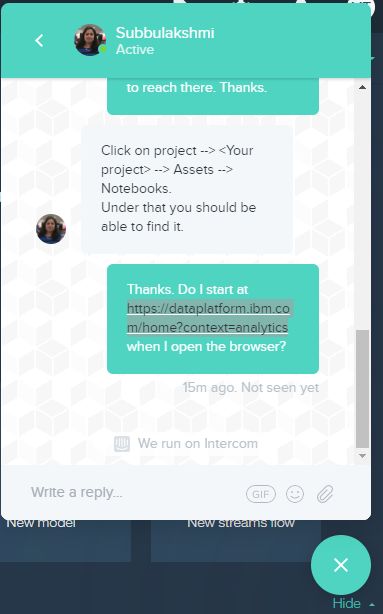 Subbulakshmi
Active
to reach there. Thanks.
Click on project --> <Your
project> --> Assets -->
Notebooks.
Under that you should be
able to find it.
Thanks. Do I start at
https://dataplatform.ibm.co
m/home?context=analytics
when I open the browser?
15m ago. Not seen yet
We run on Intercom
Write a reply...
GIF
New model
New streams flow
Hide